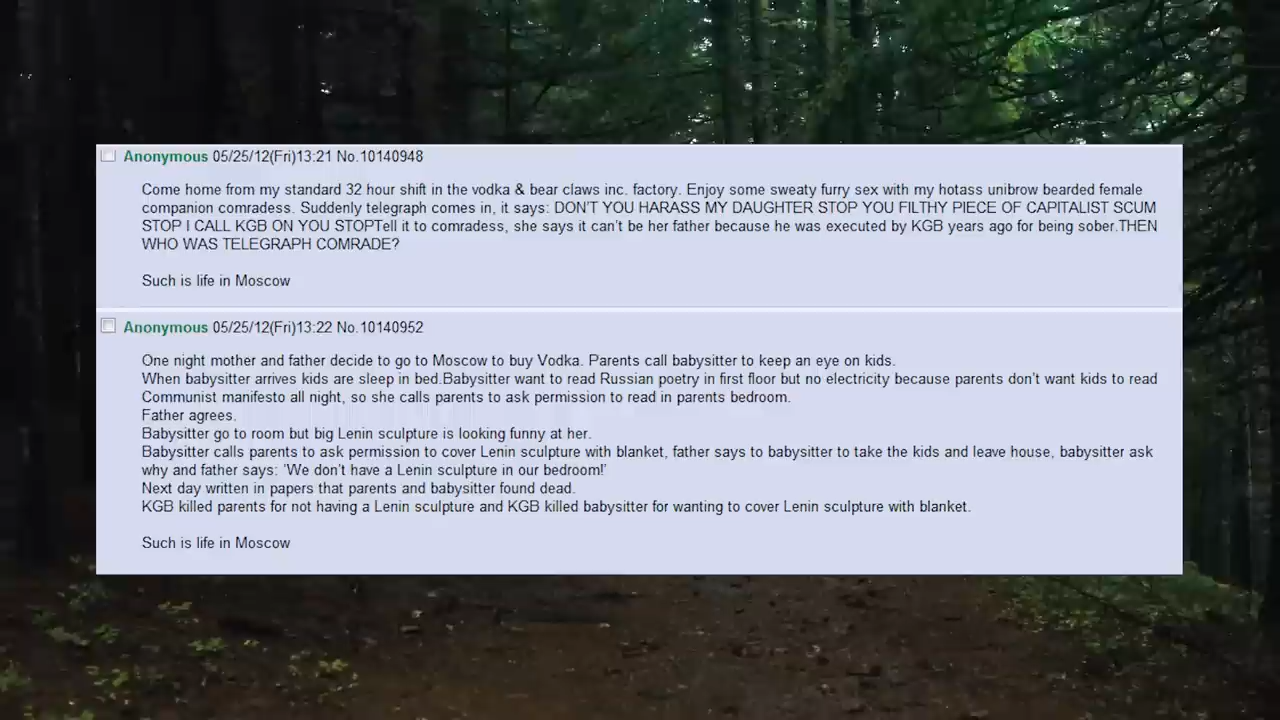 Anonymous 05/25/12(Fri)13:21 No.10140948
Come home from my standard 32 hour shift in the vodka & bear claws inc. factory. Enjoy some sweaty furry sex with my hotass unibrow bearded female
companion comradess. Suddenly telegraph comes in, it says: DON'T YOU HARASS MY DAUGHTER STOP YOU FILTHY PIECE OF CAPITALIST SCUM
STOP I CALL KGB ON YOU STOPTell it to comradess, she says it can't be her father because he was executed by KGB years ago for being sober.THEN
WHO WAS TELEGRAPH COMRADE?
Such is life in Moscow
Anonymous 05/25/12(Fri)13:22 No.10140952
One night mother and father decide to go to Moscow to buy Vodka. Parents call babysitter to keep an eye on kids.
When babysitter arrives kids are sleep in bed.Babysitter want to read Russian poetry in first floor but no electricity because parents don't want kids to read
Communist manifesto all night, so she calls parents to ask permission to read in parents bedroom.
Father agrees.
Babysitter go to room but big Lenin sculpture is looking funny at her.
Babysitter calls parents to ask permission to cover Lenin sculpture with blanket, father says to babysitter to take the kids and leave house, babysitter ask
why and father says: 'We don't have a Lenin sculpture in our bedroom!'
Next day written in papers that parents and babysitter found dead.
KGB killed parents for not having a Lenin sculpture and KGB killed babysitter for wanting to cover Lenin sculpture with blanket.
Such is life in Moscow